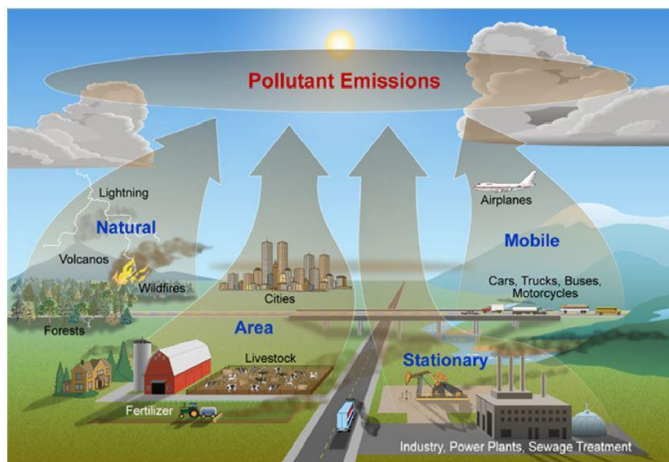 Pollutant Emissions
Lightning
Natural
Airplanes
Volcanos
Mobile
Wildfires
Cities
Cars, Trucks, Buses,
Motorcycles
Forests
Area
Livestock
Stationary
Fertilizer
Industry, Power Plants, Sewage Treatment